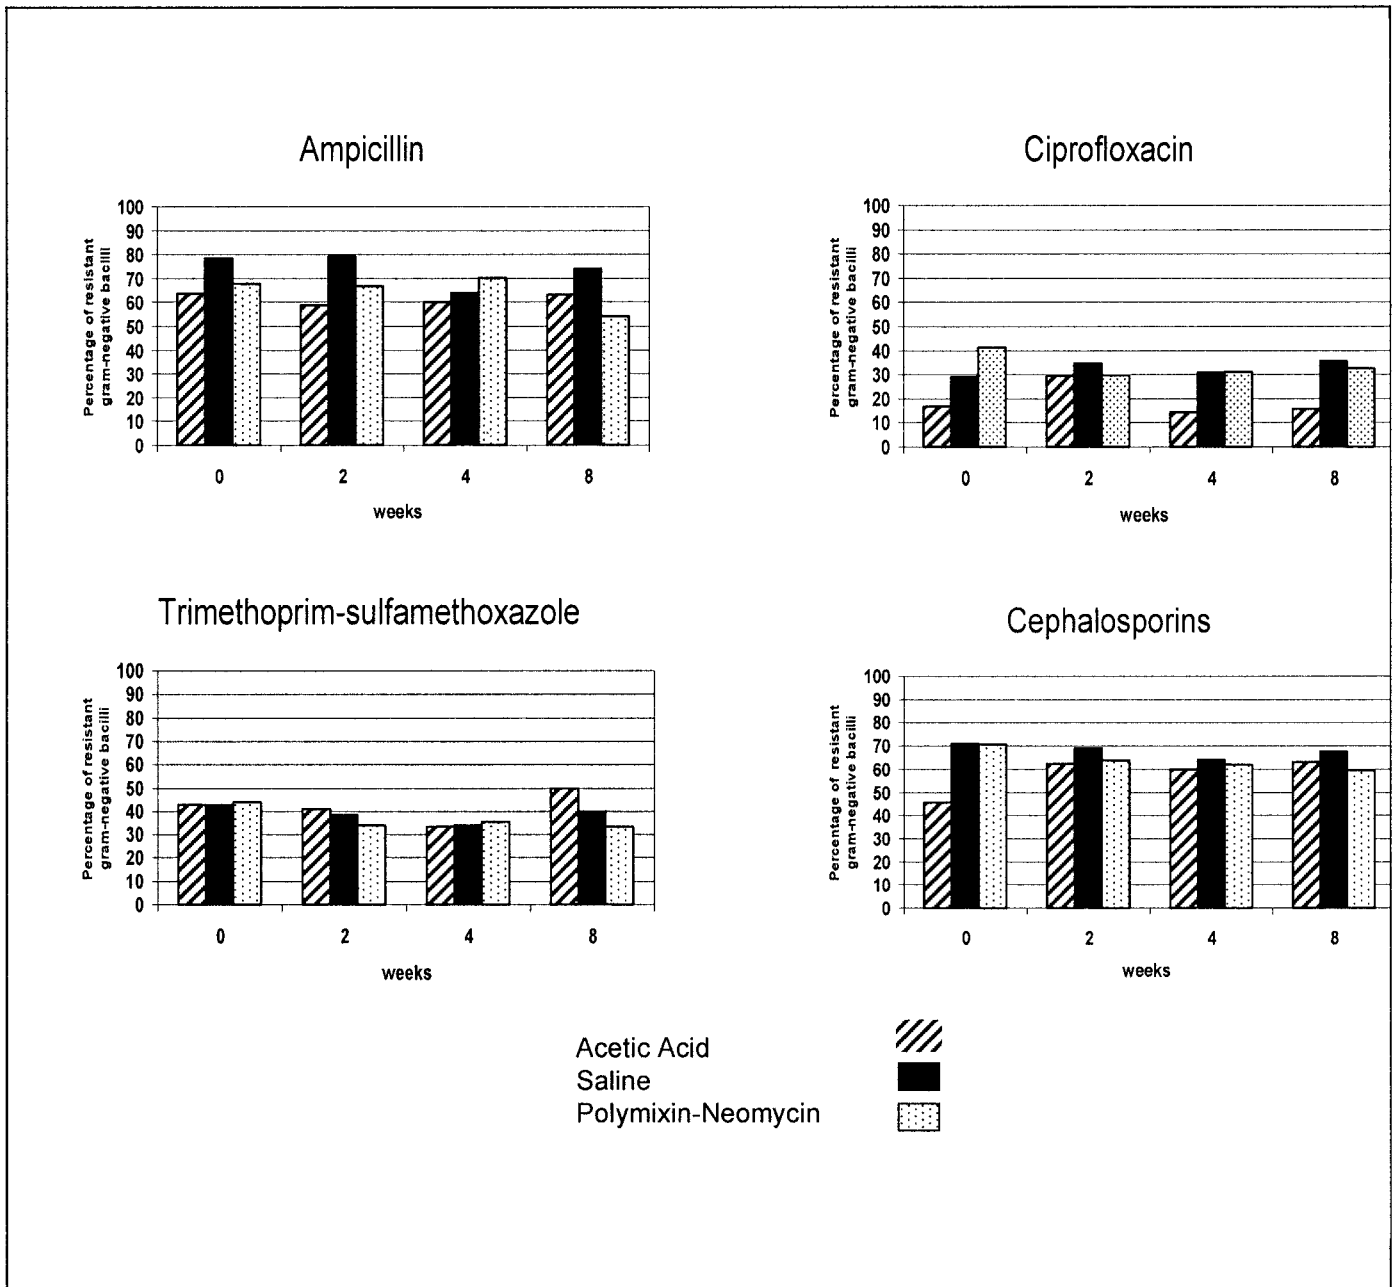 Ampicillin
Percentage of resistant
gram-negative bacilli
100
90
80
70
60
50
40
30
20
10
0
0 2 4 8
weeks
Ciprofloxacin
Percentage of resistant
gram-negative bacilli
100
90
80
70
60
50
40
30
20
10
0
0 2 4 8
weeks
Trimethoprim-sulfamethoxazole
Percentage of resistant
gram-negative bacilli
100
90
80
70
60
50
40
30
20
10
0
0 2 4 8
weeks
Cephalosporins
Percentage of resistant
gram-negative bacilli
100
90
80
70
60
50
40
30
20
10
0
0 2 4 8
weeks
Acetic Acid
Saline
Polymixin-Neomycin